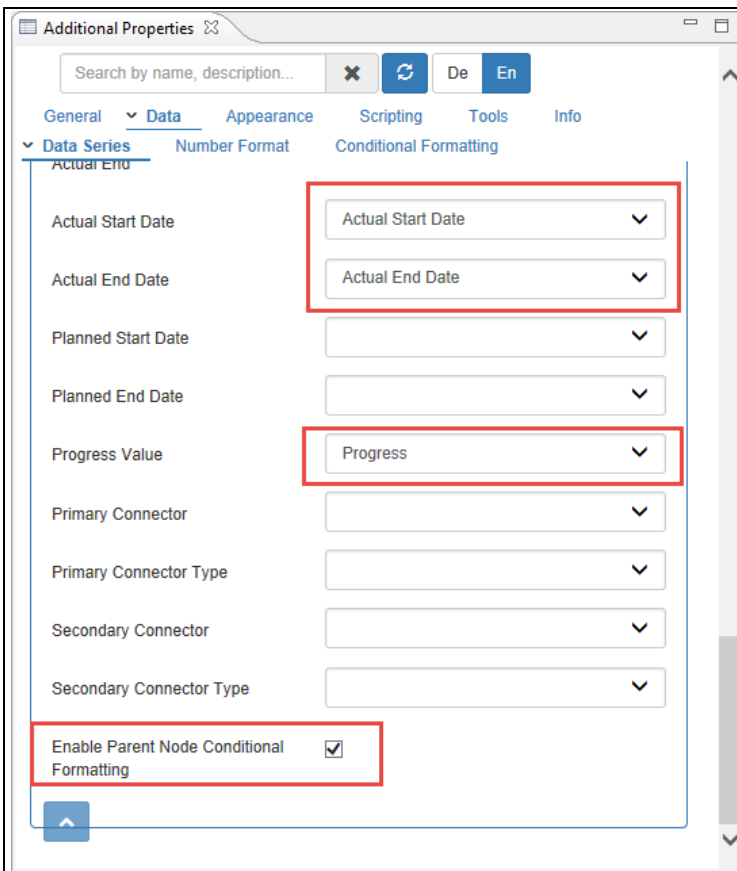 Additional Properties
Search by name, description... De En
General Data Appearance Scripting Tools Info
Data Series Number Format Conditional Formatting
Actual End
Actual Start Date Actual Start Date
Actual End Date Actual End Date
Planned Start Date
Planned End Date
Progress Value Progress
Primary Connector
Primary Connector Type
Secondary Connector
Secondary Connector Type
Enable Parent Node Conditional
Formatting